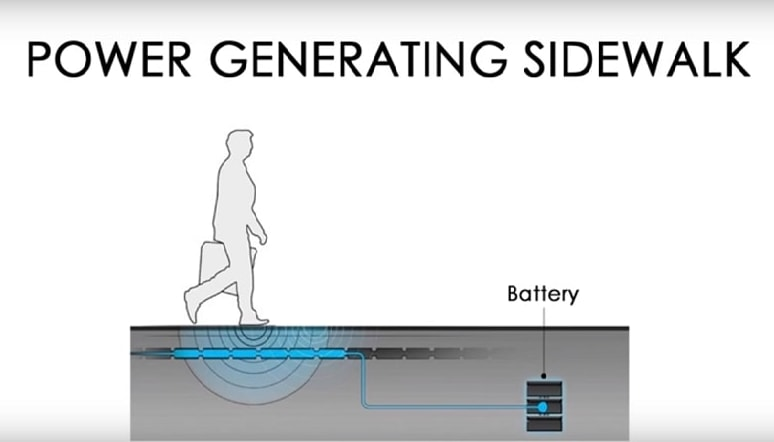 POWER GENERATING SIDEWALK
Battery